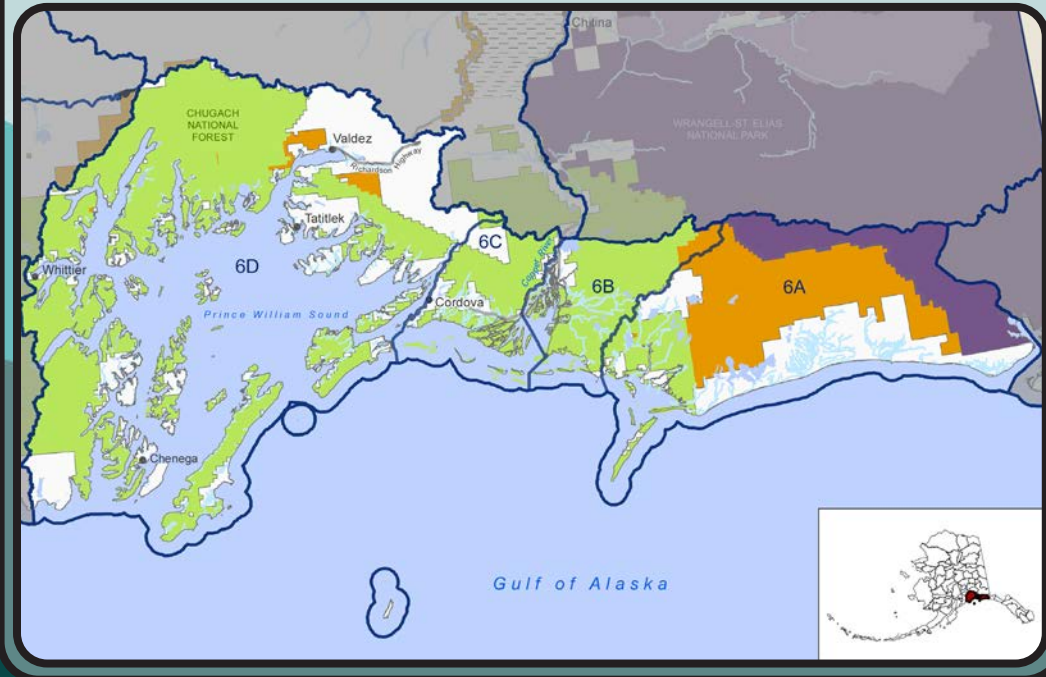 Chitina
CHUGACH
NATIONAL
FOREST
WRANGELL-ST. ELIAS
NATIONAL PARK
Valdez
Richardson Highway
Tatitlek
6C
Copper River
Whittier
6D
6B
6A
Cordova
Prince William Sound
Chenega
Gulf of Alaska